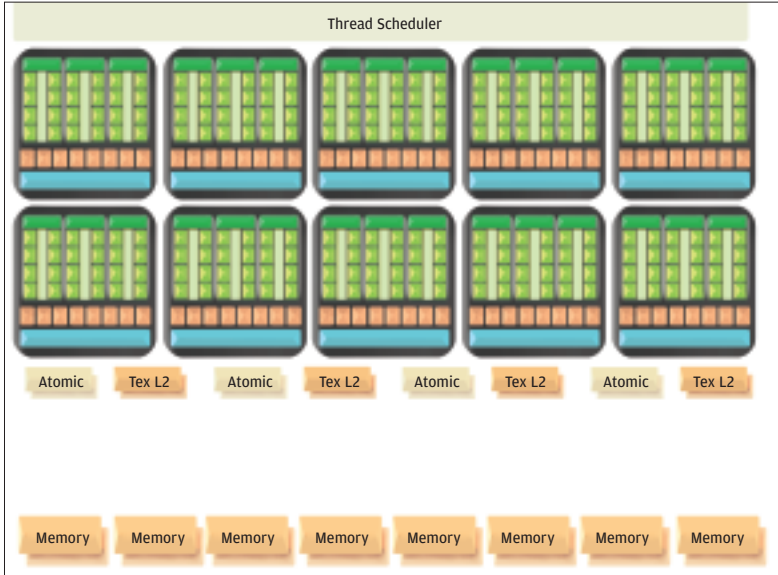 Thread Scheduler
Atomic Tex L2 Atomic Tex L2 Atomic Tex L2 Atomic Tex L2
Memory Memory Memory Memory Memory Memory Memory Memory